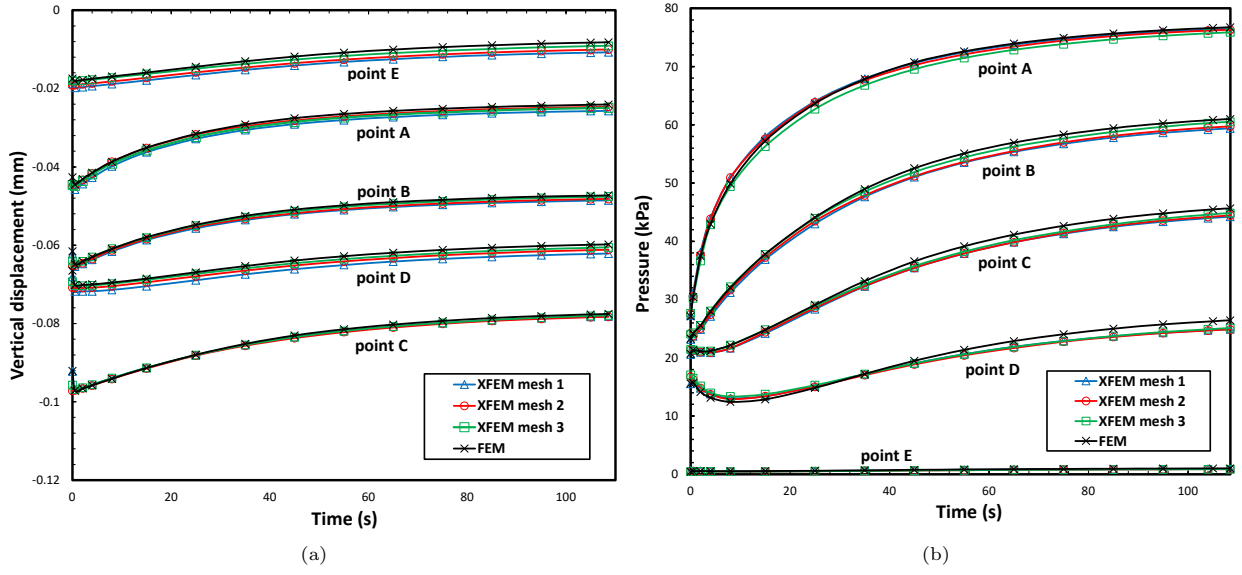 0
-0.02
-0.04
-0.06
-0.08
-0.1
-0.12
Vertical displacement (mm)
point E
point A
point B
point D
point C
XFEM mesh 1
XFEM mesh 2
XFEM mesh 3
FEM
0 20 40 60 80 100
Time (s)
(a)
80
70
60
50
40
30
20
10
0
Pressure (kPa)
point A
point B
point C
point D
point E
XFEM mesh 1
XFEM mesh 2
XFEM mesh 3
FEM
0 20 40 60 80 100
Time (s)
(b)